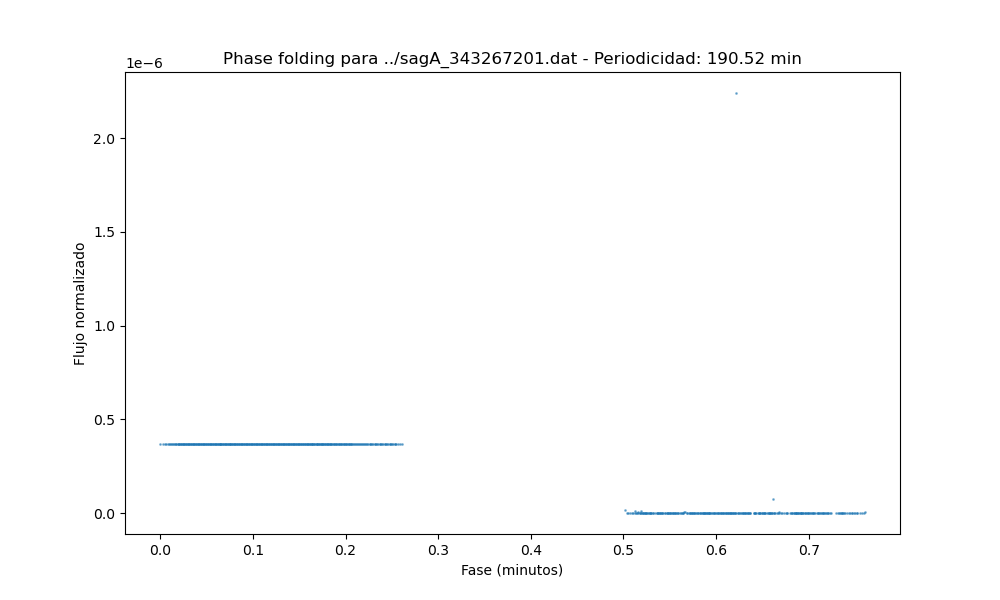 Phase folding para ../sagA_343267201.dat - Periodicidad: 190.52 min
1e−6
2.0
1.5
1.0
0.5
0.0
Flujo normalizado
0.0 0.1 0.2 0.3 0.4 0.5 0.6 0.7
Fase (minutos)